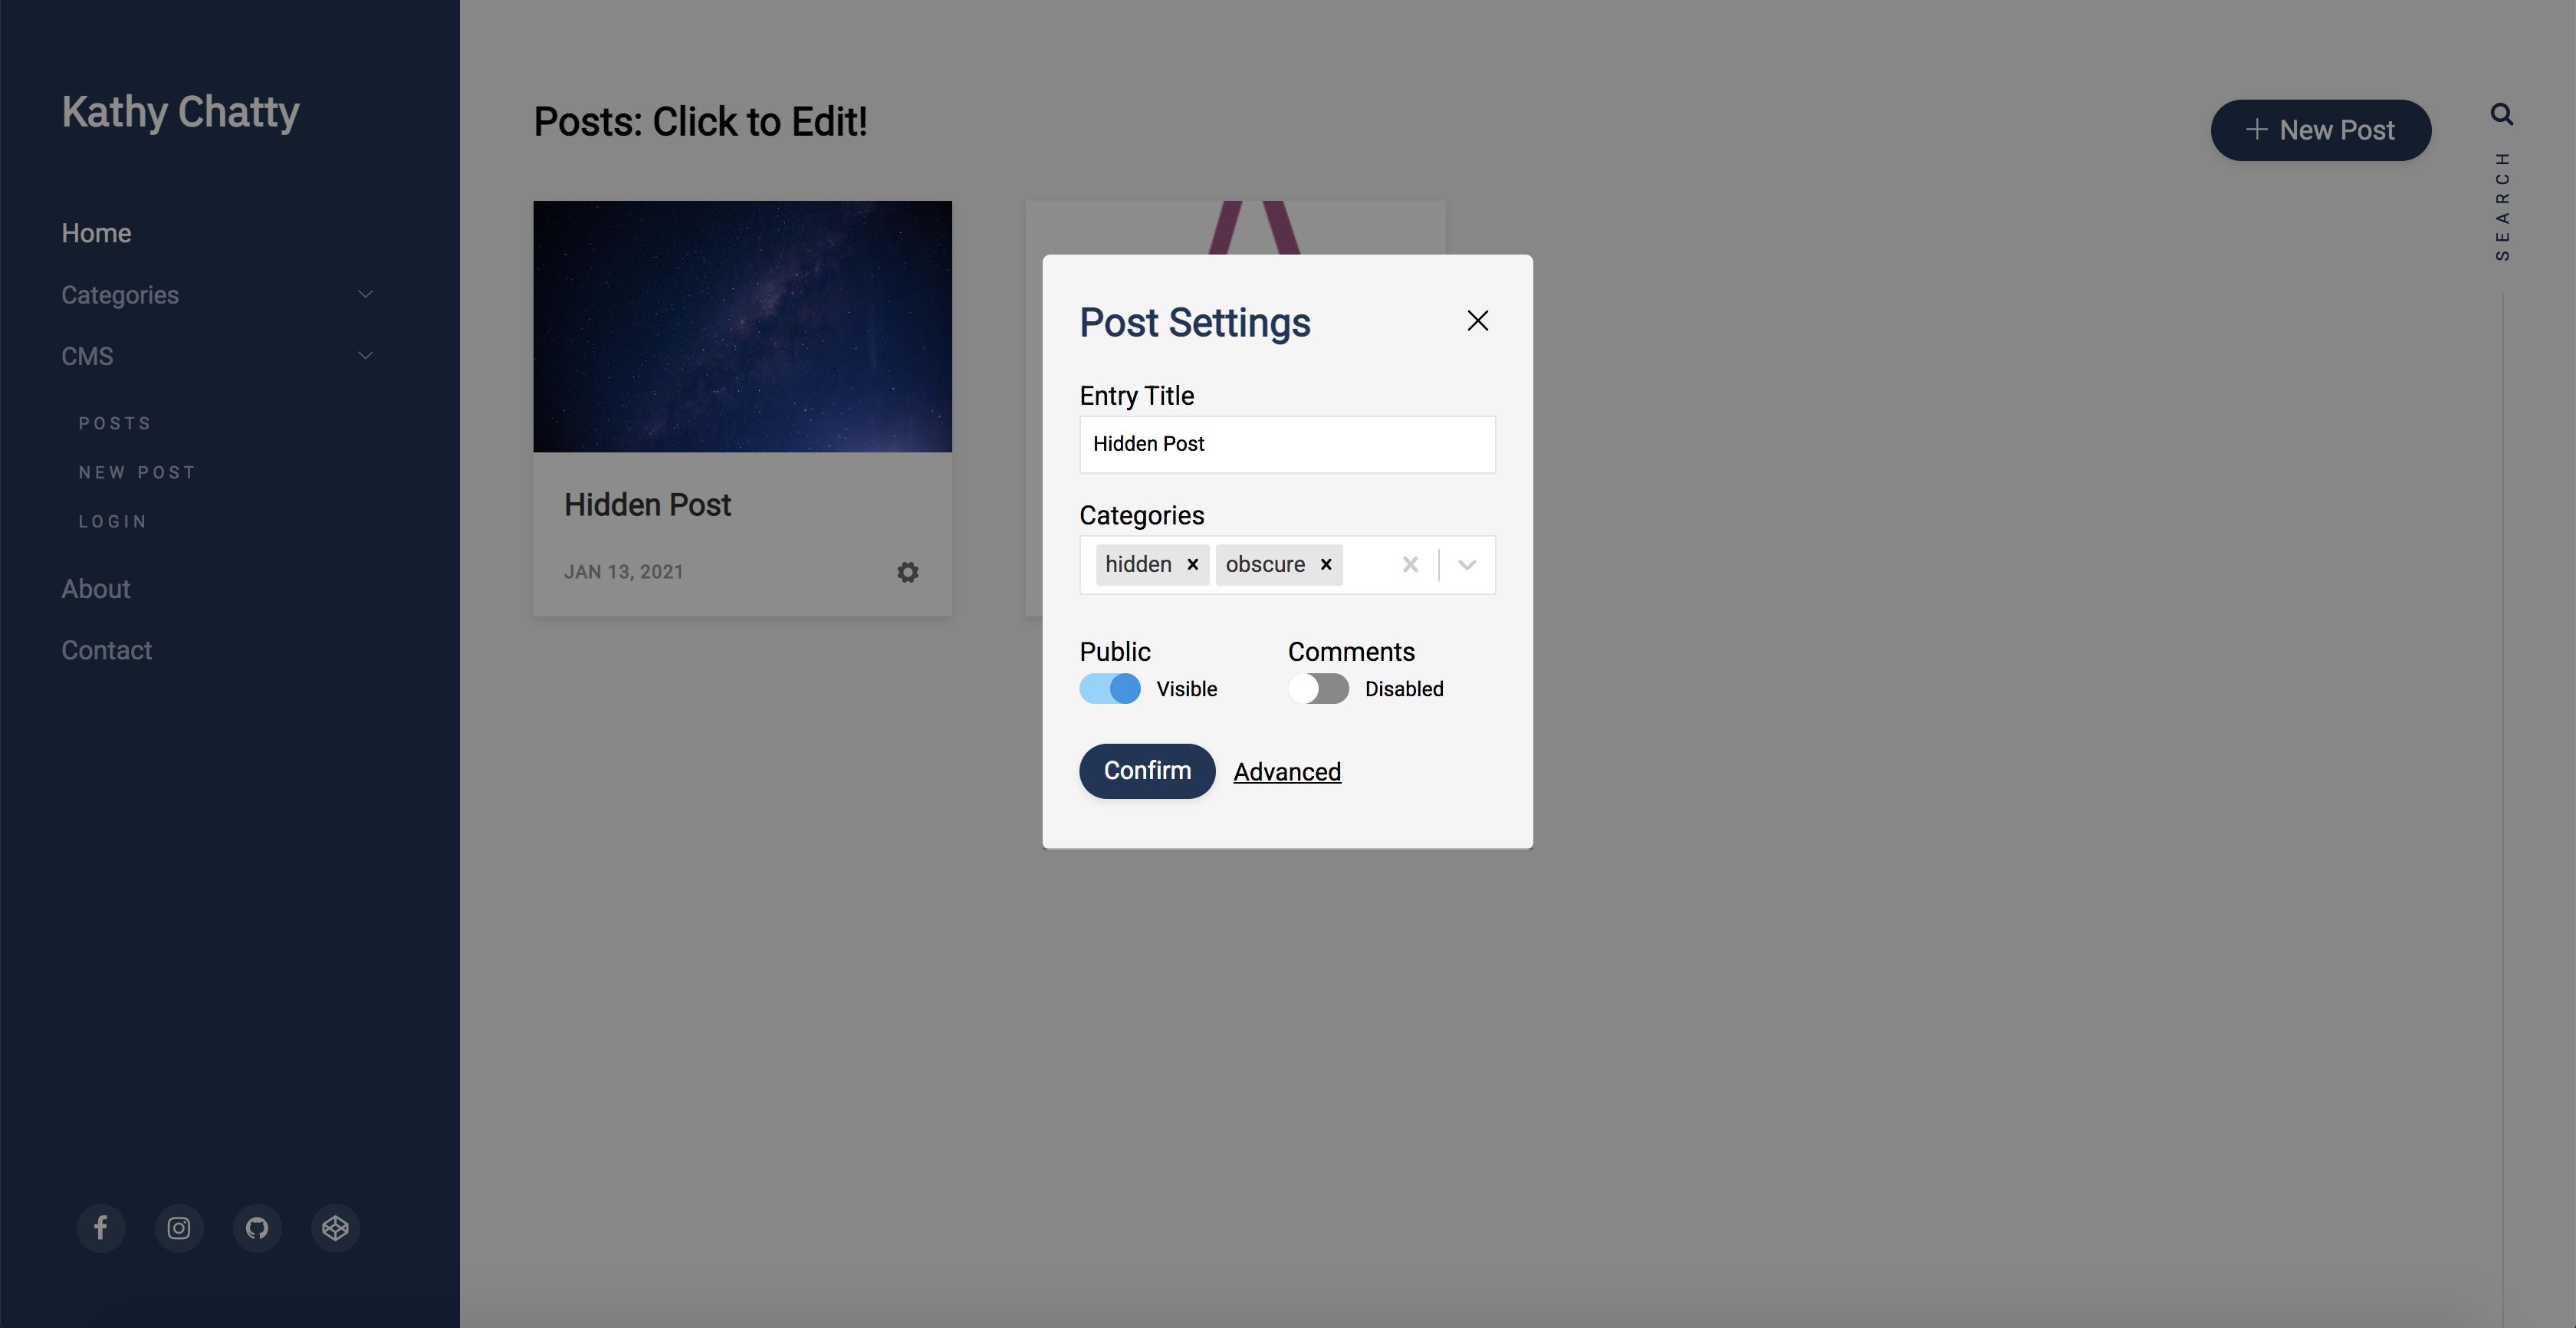 Kathy Chatty
Home
Categories
CMS
POSTS
NEW POST
LOGIN
About
Contact
Posts: Click to Edit!
New Post
SEARCH
Hidden Post
JAN 13, 2021
Post Settings
Entry Title
Hidden Post
Categories
hidden
obscure
Public
Comments
Visible
Disabled
Confirm
Advanced